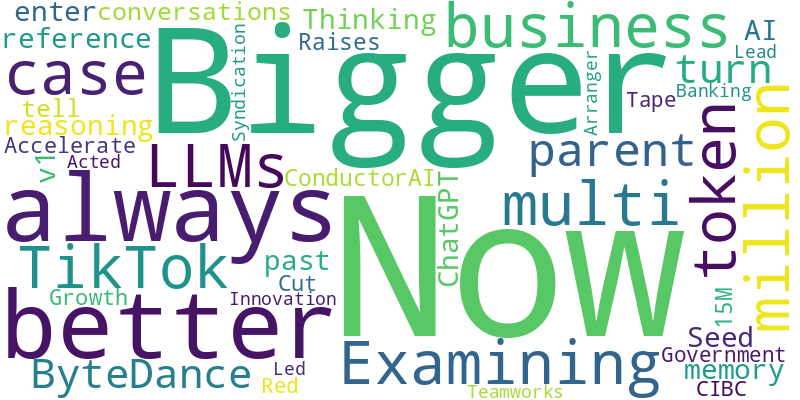 enter
conversations
Thinking
business
AI
reference
Raises
Lead
case
Bigger
Syndication
Arranger
turn
Banking
tell
Tape
reasoning
Accelerate
Acted
v1
LLMs
parent
token
million
ConductorAI
ChatGPT
always
multi
Now
TikTok
past
Cut
Growth
Innovation
15M
better
Examining
Seed
Government
ByteDance
Led
Red
memory
CIBC
Teamworks